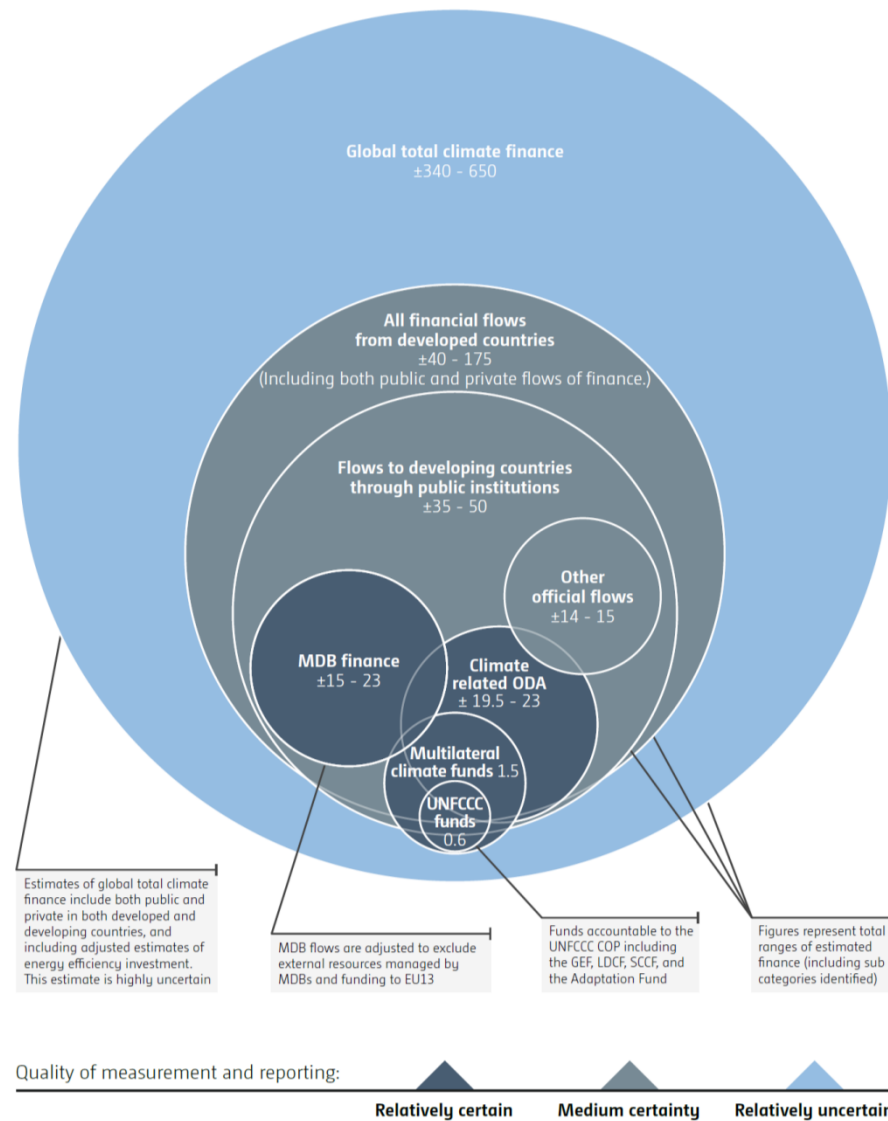 Global total climate finance
±340 - 650
All financial flows
from developed countries
±40 - 175
(Including both public and private flows of finance.)
Flows to developing countries
through public institutions
±35 - 50
Other
official flows
±14 - 15
MDB finance
±15 - 23
Climate
related ODA
± 19.5 - 23
Multilateral
climate funds 1.5
UNFCCC
funds
0.6
Estimates of global total climate
finance include both public and
private in both developed and
developing countries, and
including adjusted estimates of
energy efficiency investment.
This estimate is highly uncertain
MDB flows are adjusted to exclude
external resources managed by
MDBs and funding to EU13
Funds accountable to the
UNFCCC COP including
the GEF, LDCF, SCCF, and
the Adaptation Fund
Figures represent total
ranges of estimated
finance (including sub
categories identified)
Quality of measurement and reporting:
Relatively certain
Medium certainty
Relatively uncertain